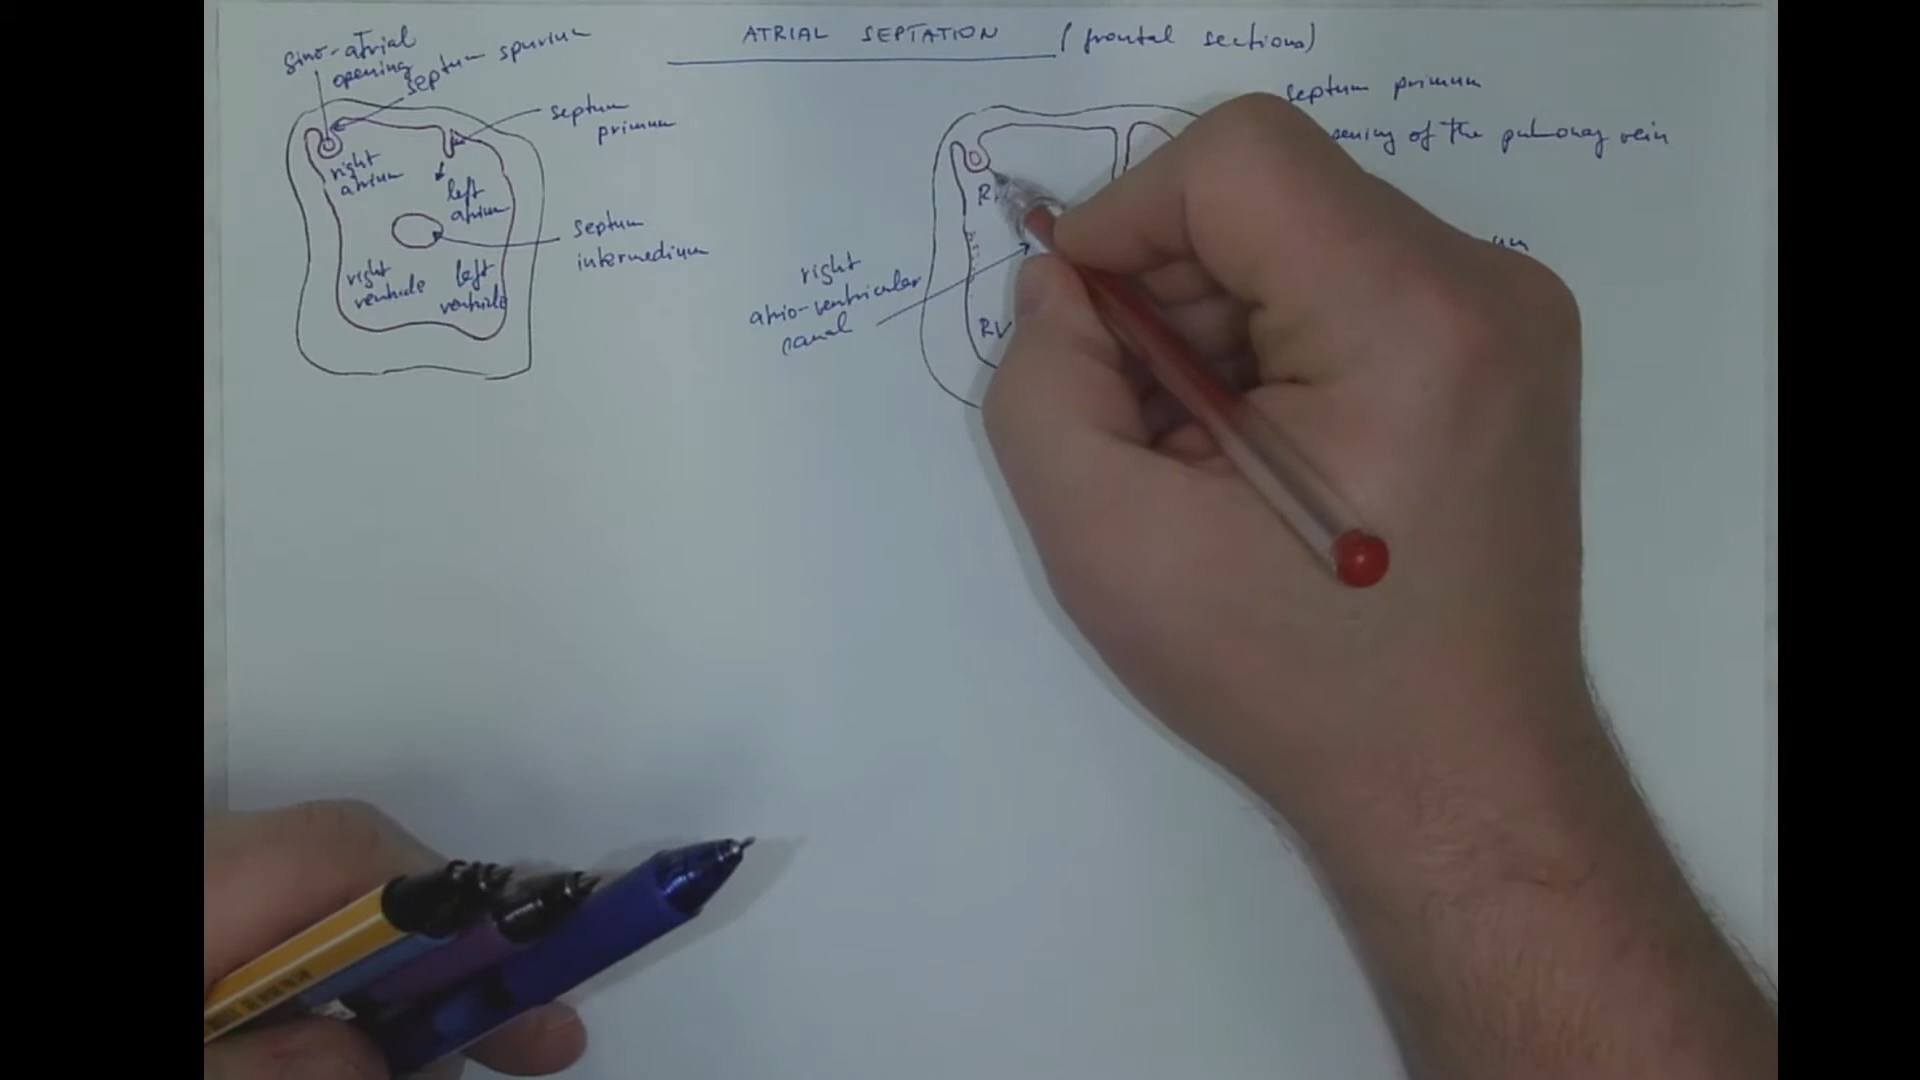 ATRIAL SEPTATION (frontal sections)
sino-atrial
opening
septum spurium
septum
primum
right
atrium
left
atrium
septum
intermedium
right
ventricle
left
ventricle
septum primum
of the pulmonary vein
R
right
atrio-ventricular
canal
RV